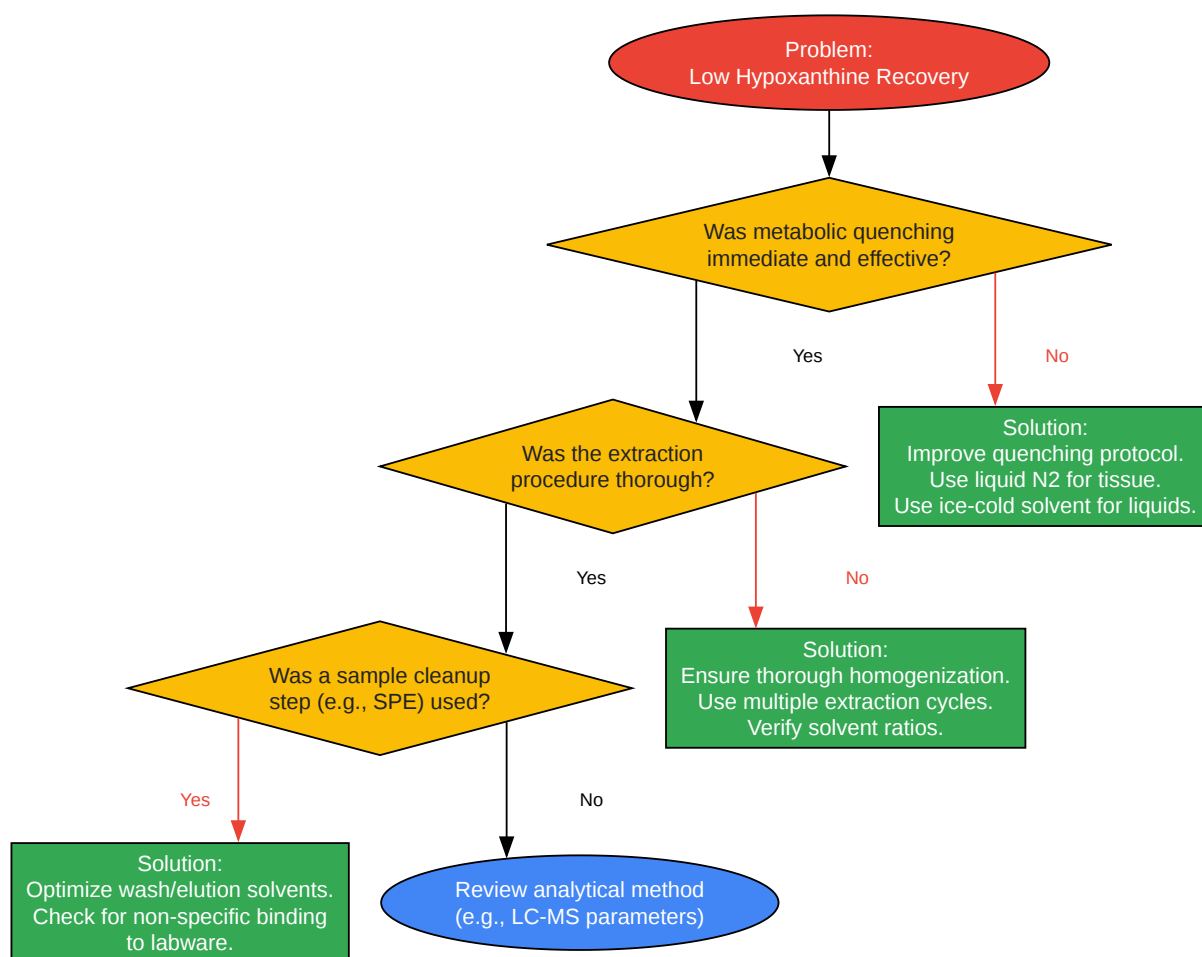 Problem:
Low Hypoxanthine Recovery
Was metabolic quenching
immediate and effective?
Yes
No
Solution:
Improve quenching protocol.
Use liquid N2 for tissue.
Use ice-cold solvent for liquids.
Was the extraction
procedure thorough?
Yes
No
Solution:
Ensure thorough homogenization.
Use multiple extraction cycles.
Verify solvent ratios.
Was a sample cleanup
step (e.g., SPE) used?
Yes
No
Solution:
Optimize wash/elution solvents.
Check for non-specific binding
to labware.
Review analytical method
(e.g., LC-MS parameters)